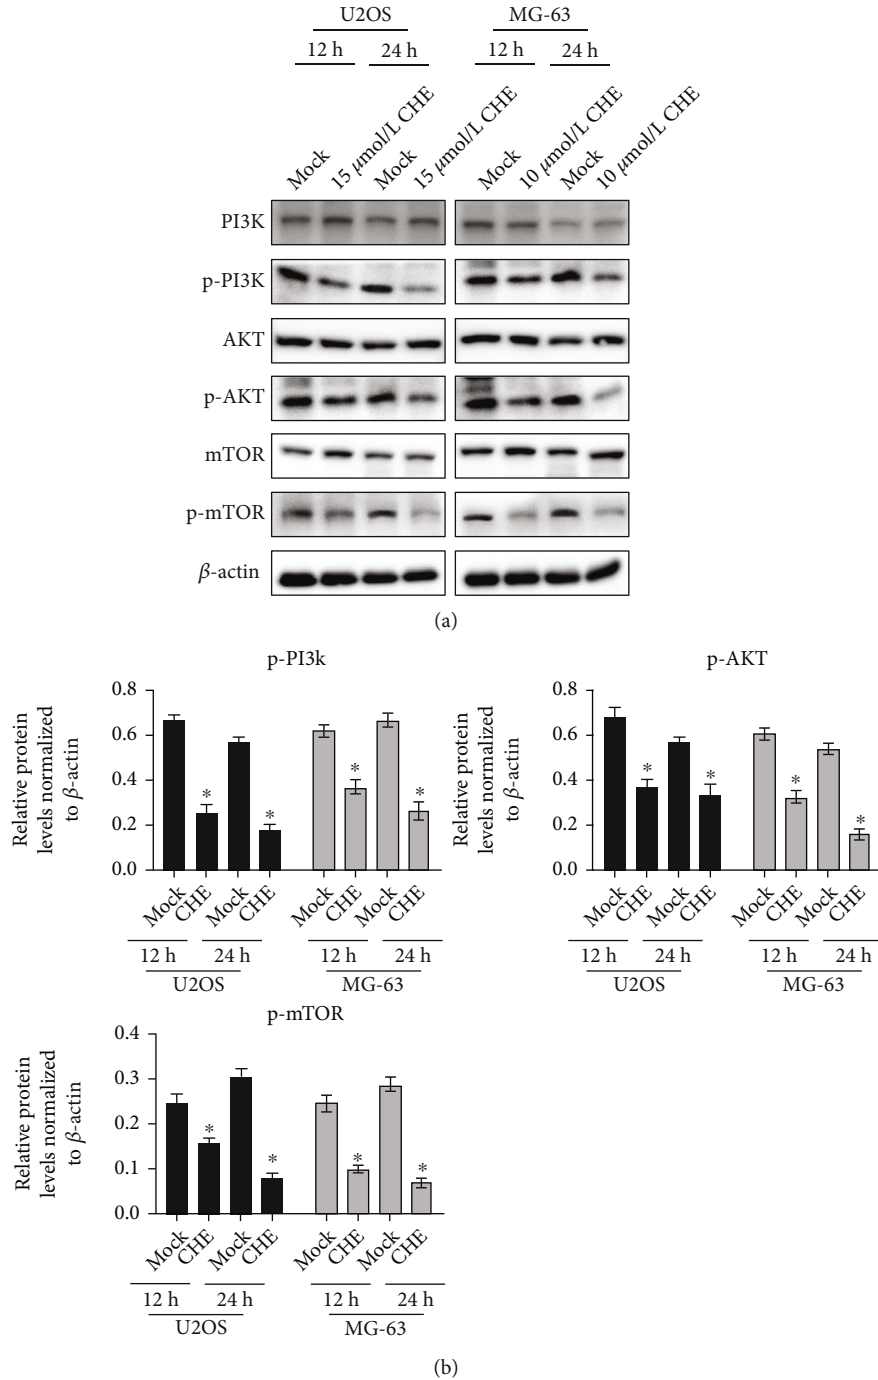 U2OS MG-63
12 h 24 h 12 h 24 h
Mock 15 μmol/L CHE Mock 15 μmol/L CHE Mock 10 μmol/L CHE Mock 10 μmol/L CHE
PI3K
p-PI3K
AKT
p-AKT
mTOR
p-mTOR
β-actin
(a)
p-PI3k
Relative protein
levels normalized
to β-actin
0.8
0.6
0.4
0.2
0.0
* * * *
Mock CHE Mock CHE Mock CHE Mock CHE
12 h 24 h 12 h 24 h
U2OS MG-63
p-AKT
Relative protein
levels normalized
to β-actin
0.8
0.6
0.4
0.2
0.0
* * * *
Mock CHE Mock CHE Mock CHE Mock CHE
12 h 24 h 12 h 24 h
U2OS MG-63
p-mTOR
Relative protein
levels normalized
to β-actin
0.4
0.3
0.2
0.1
0.0
* * * *
Mock CHE Mock CHE Mock CHE Mock CHE
12 h 24 h 12 h 24 h
U2OS MG-63
(b)